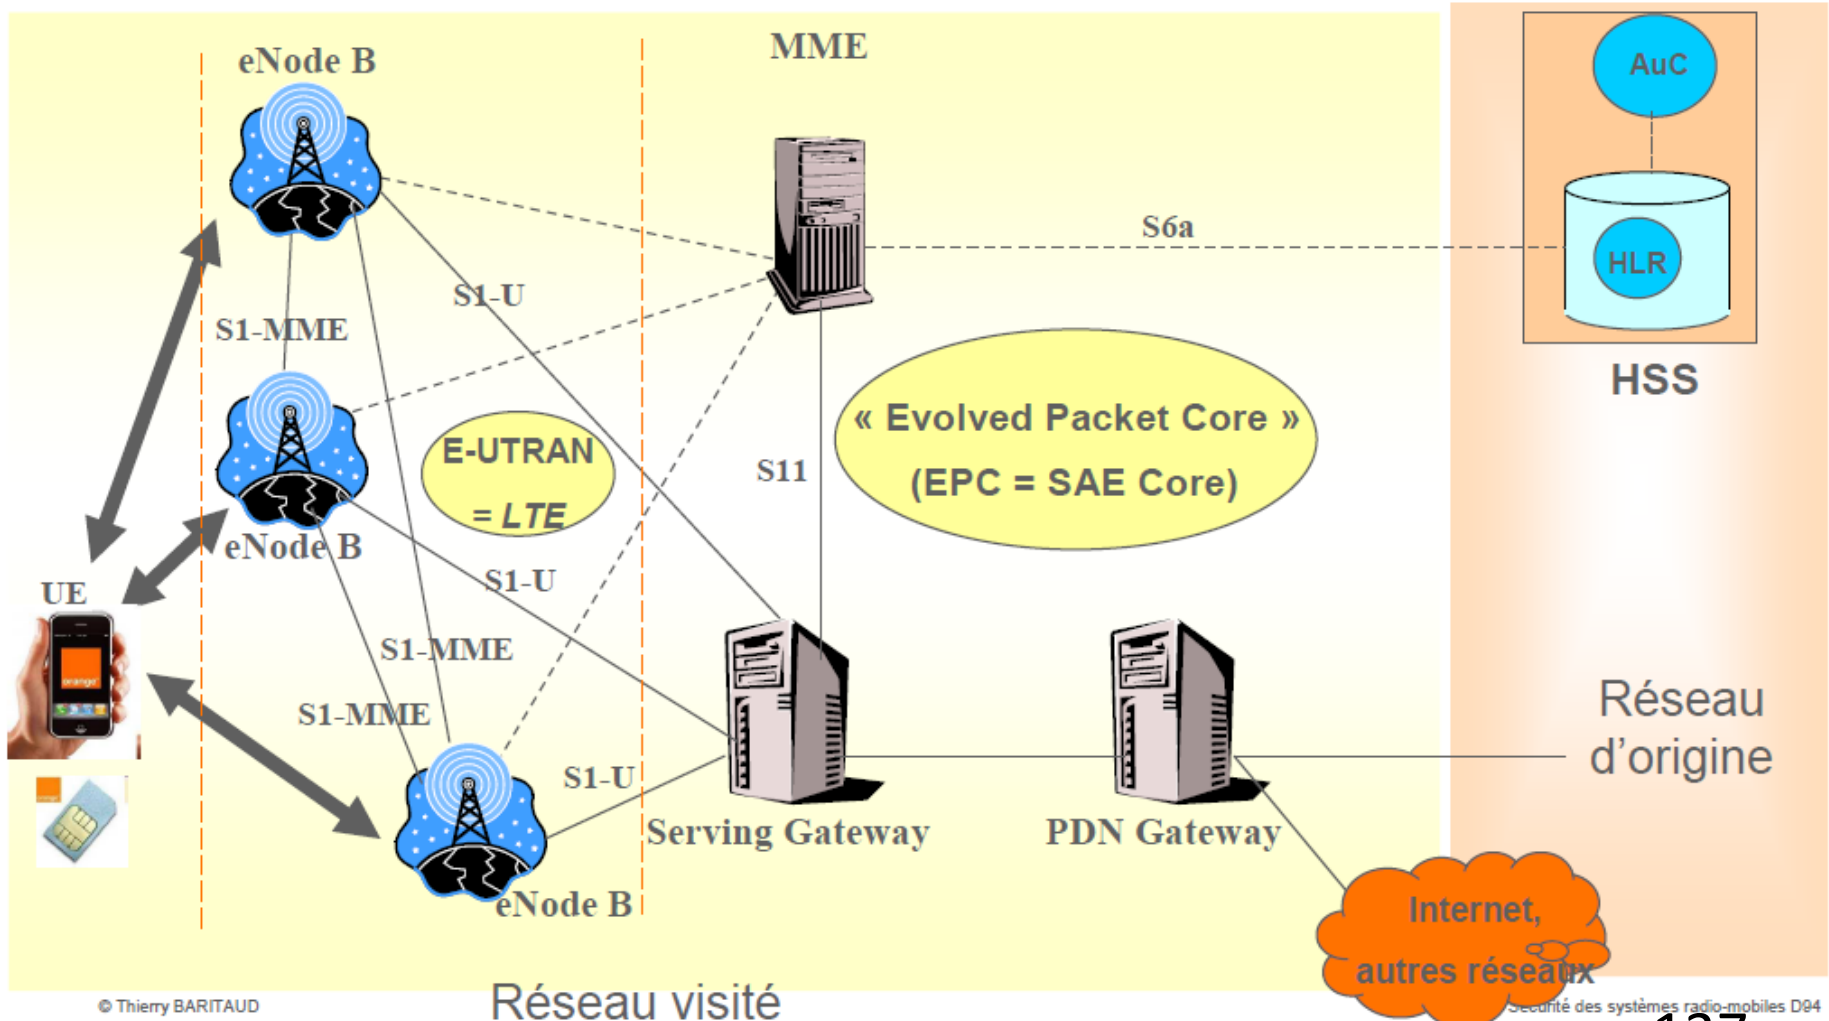 eNode B
MME
AuC
S6a
HLR
S1-U
S1-MME
HSS
« Evolved Packet Core »
(EPC = SAE Core)
E-UTRAN
= LTE
S11
eNode B
S1-U
UE
orange
S1-MME
S1-MME
S1-U
Réseau
d’origine
Serving Gateway
PDN Gateway
eNode B
Internet,
autres réseaux
© Thierry BARITAUD
Réseau visité
Sécurité des systèmes radio-mobiles D94